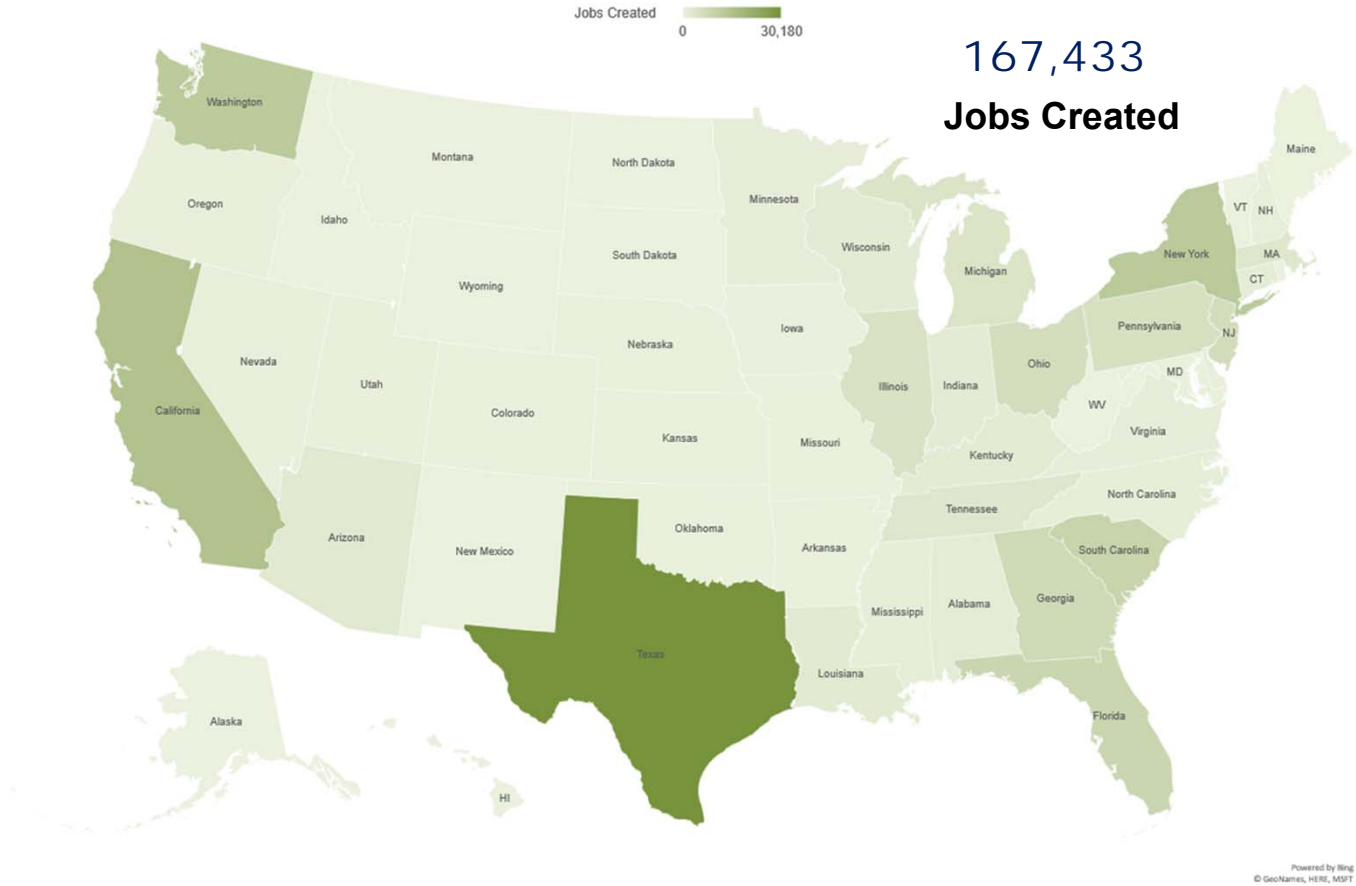 Jobs Created
0 30,180
167,433
Jobs Created
Washington
Montana
North Dakota
Minnesota
Maine
Oregon
Idaho
South Dakota
Wisconsin
Michigan
New York
VT NH
MA
CT
Wyoming
Nebraska
Iowa
Illinois
Indiana
Ohio
Pennsylvania
NJ
MD
Nevada
Utah
Colorado
Kansas
Missouri
Kentucky
WV
Virginia
California
Arizona
New Mexico
Oklahoma
Arkansas
Tennessee
North Carolina
South Carolina
Mississippi
Alabama
Georgia
Texas
Louisiana
Florida
Alaska
HI
Powered by Bing
© GeoNames, HERE, MSFT